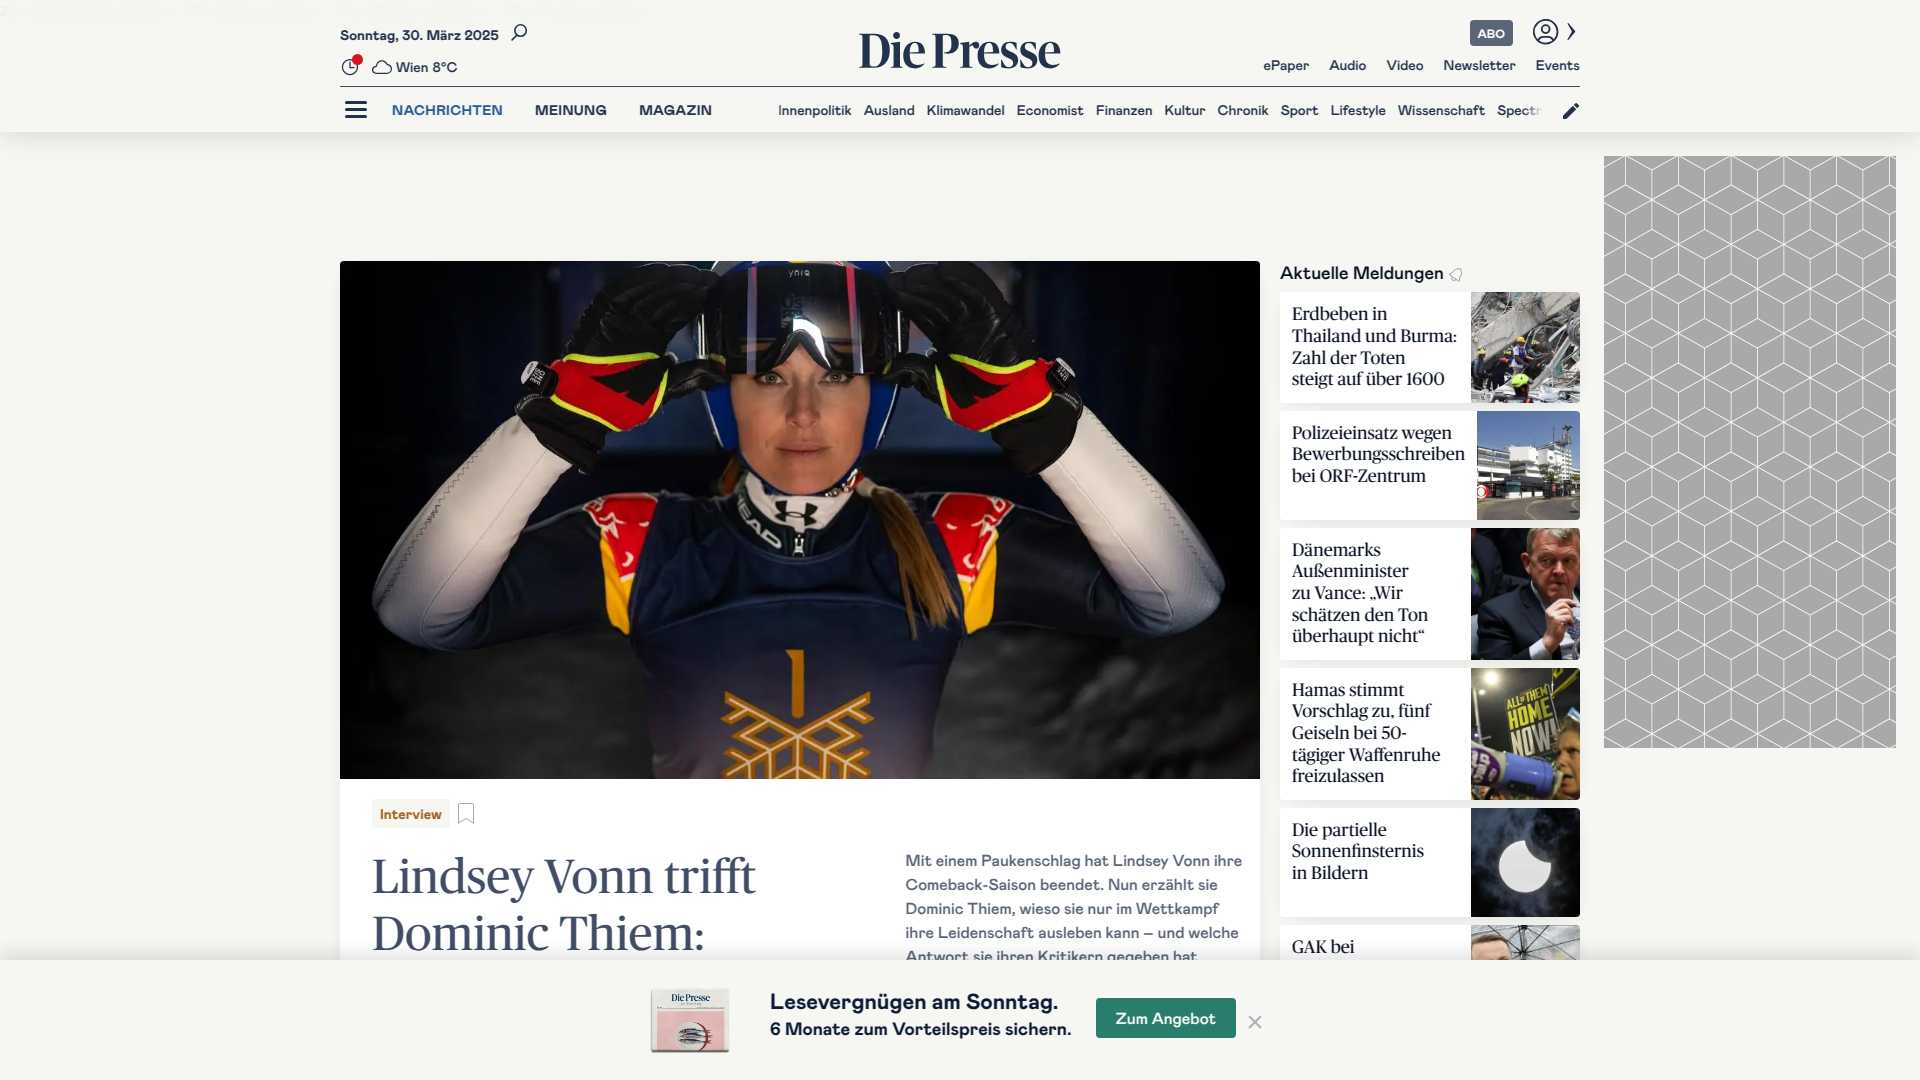 Sonntag, 30. März 2025
Wien 8°C
Die Presse
ABO
ePaper Audio Video Newsletter Events
NACHRICHTEN MEINUNG MAGAZIN
Innenpolitik Ausland Klimawandel Economist Finanzen Kultur Chronik Sport Lifestyle Wissenschaft
HEAD
Interview
Lindsey Vonn trifft
Dominic Thiem:
Mit einem Paukenschlag hat Lindsey Vonn ihre
Comeback-Saison beendet. Nun erzählt sie
Dominic Thiem, wieso sie nur im Wettkampf
ihre Leidenschaft ausleben kann – und welche
Antwort sie ihren Kritikern gegeben hat.
Aktuelle Meldungen
Erdbeben in
Thailand und Burma:
Zahl der Toten
steigt auf über 1600
Polizeieinsatz wegen
Bewerbungsschreiben
bei ORF-Zentrum
Dänemarks
Außenminister
zu Vance: „Wir
schätzen den Ton
überhaupt nicht“
Hamas stimmt
Vorschlag zu, fünf
Geiseln bei 50-
tägiger Waffenruhe
freizulassen
ALL OF THEM
HOME
NOW!
Die partielle
Sonnenfinsternis
in Bildern
GAK bei
Die Presse
Lesevergnügen am Sonntag.
6 Monate zum Vorteilspreis sichern.
Zum Angebot